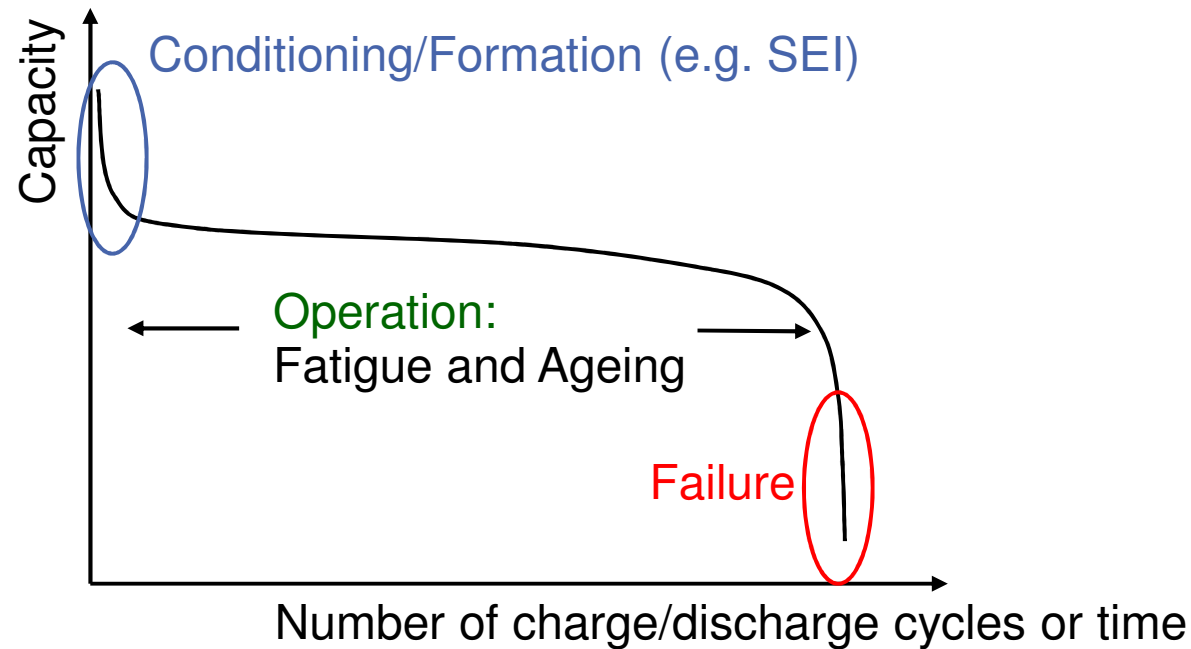 Capacity
Conditioning/Formation (e.g. SEI)
Operation:
Fatigue and Ageing
Failure
Number of charge/discharge cycles or time